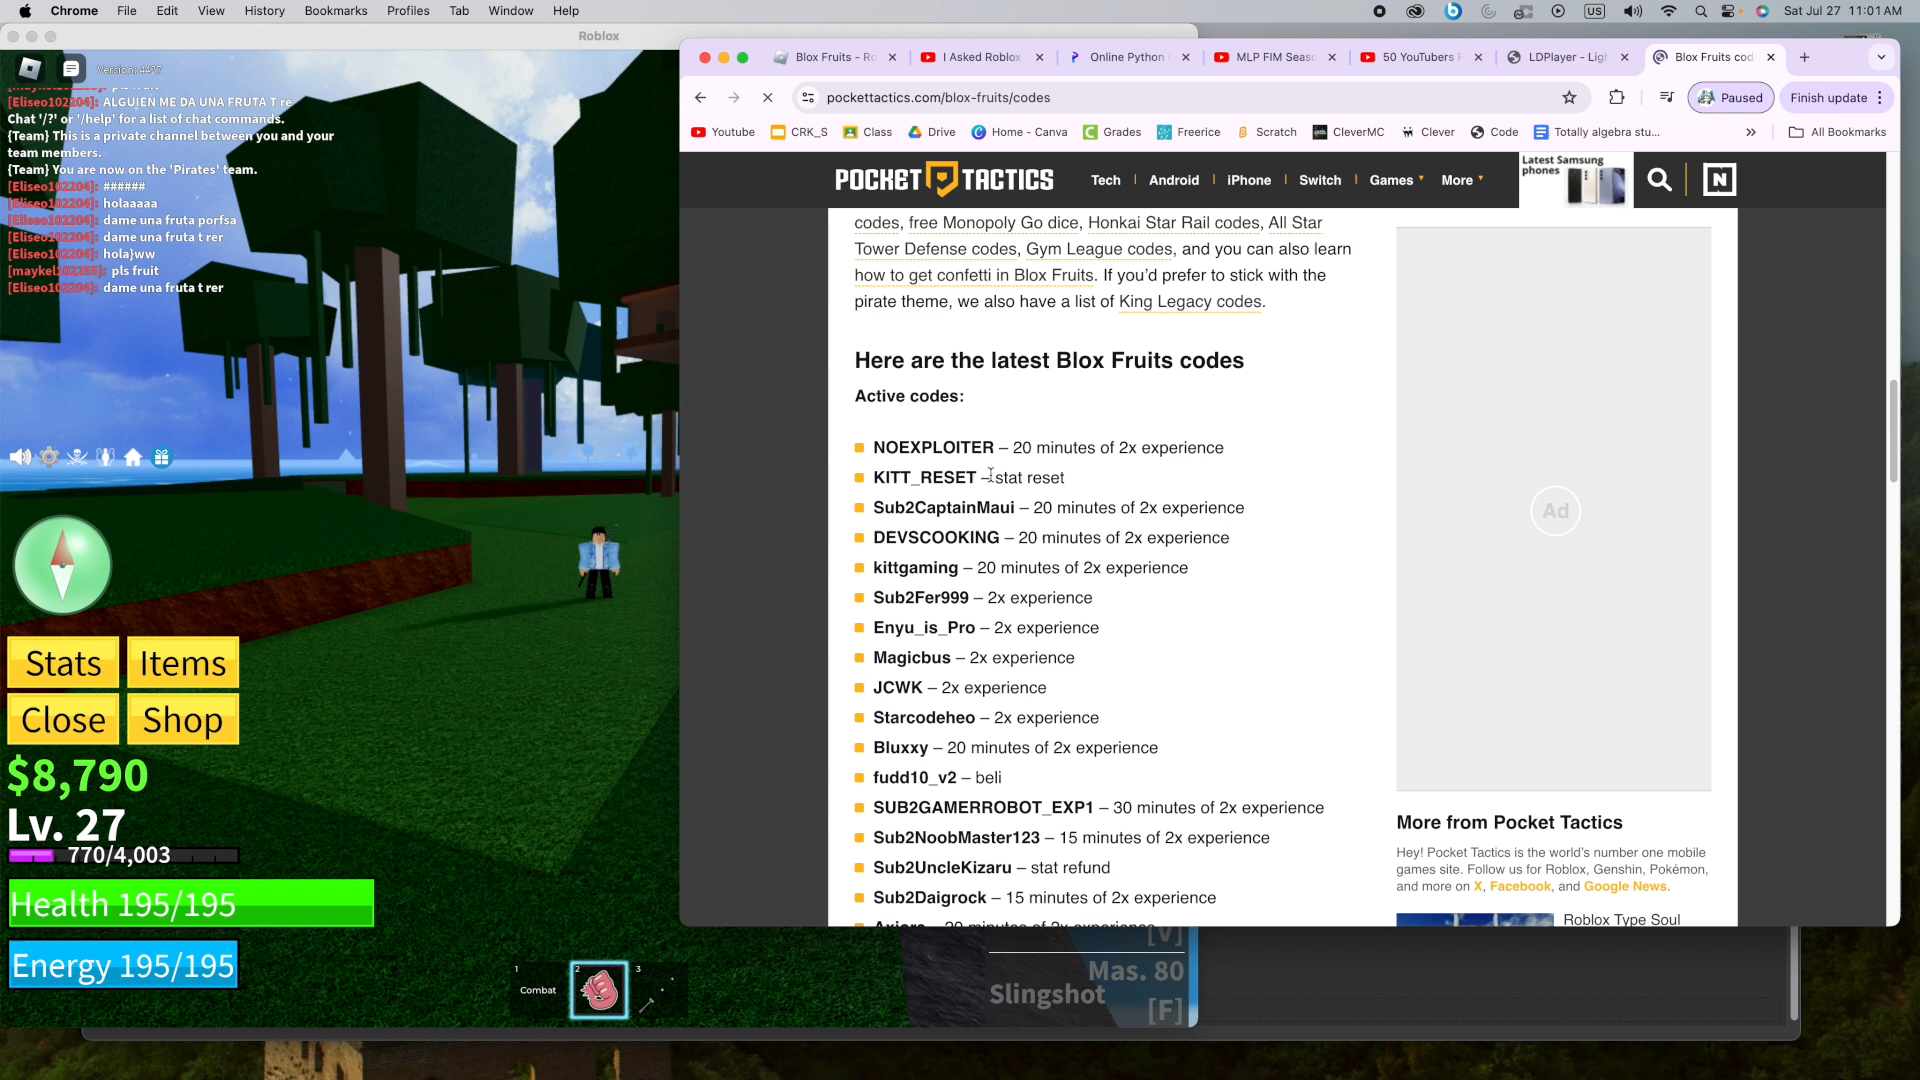 Chrome File Edit View History Bookmarks Profiles Tab Window Help
US Sat Jul 27 11:01 AM
Roblox
Version: 4427
[Eliseo102204]: ALGUIEN ME DA UNA FRUTA T re
Chat '/?' or '/help' for a list of chat commands.
{Team} This is a private channel between you and your
team members.
{Team} You are now on the 'Pirates' team.
[Eliseo102204]: ######
[Eliseo102204]: holaaaaa
[Eliseo102204]: dame una fruta porfsa
[Eliseo102204]: dame una fruta t rer
[Eliseo102204]: hola}ww
[maykel102255]: pls fruit
[Eliseo102204]: dame una fruta t rer
Stats Items
Close Shop
$8,790
Lv. 27
770/4,003
Health 195/195
Energy 195/195
1 2 3
Combat
[V]
Mas. 80
Slingshot
[F]
Blox Fruits - Ro I Asked Roblox Online Python MLP FIM Seaso 50 YouTubers F LDPlayer - Ligh Blox Fruits cod
pockettactics.com/blox-fruits/codes Paused Finish update
Youtube CRK_S Class Drive Home - Canva Grades Freerice Scratch CleverMC Clever Code Totally algebra stu... » All Bookmarks
POCKET TACTICS Tech Android iPhone Switch Games More
Latest Samsung
phones
N
codes, free Monopoly Go dice, Honkai Star Rail codes, All Star
Tower Defense codes, Gym League codes, and you can also learn
how to get confetti in Blox Fruits. If you’d prefer to stick with the
pirate theme, we also have a list of King Legacy codes.
Here are the latest Blox Fruits codes
Active codes:
NOEXPLOITER – 20 minutes of 2x experience
KITT_RESET – stat reset
Sub2CaptainMaui – 20 minutes of 2x experience
DEVSCOOKING – 20 minutes of 2x experience
kittgaming – 20 minutes of 2x experience
Sub2Fer999 – 2x experience
Enyu_is_Pro – 2x experience
Magicbus – 2x experience
JCWK – 2x experience
Starcodeheo – 2x experience
Bluxxy – 20 minutes of 2x experience
fudd10_v2 – beli
SUB2GAMERROBOT_EXP1 – 30 minutes of 2x experience
Sub2NoobMaster123 – 15 minutes of 2x experience
Sub2UncleKizaru – stat refund
Sub2Daigrock – 15 minutes of 2x experience
Axiore – 20 minutes of 2x experience
Ad
More from Pocket Tactics
Hey! Pocket Tactics is the world's number one mobile
games site. Follow us for Roblox, Genshin, Pokémon,
and more on X, Facebook, and Google News.
Roblox Type Soul